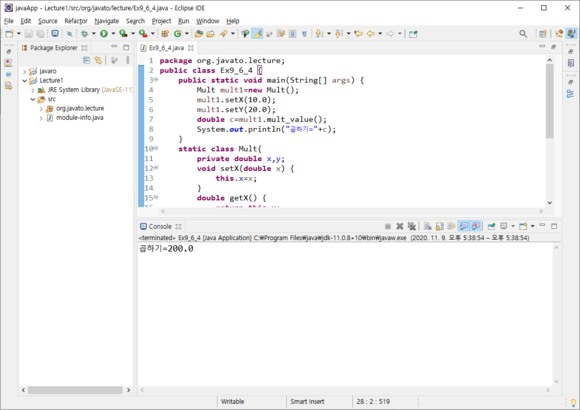 javaApp - Lecture1/src/org/javato/lecture/Ex9_6_4.java - Eclipse IDE
File Edit Source Refactor Navigate Search Project Run Window Help
Package Explorer
javaro
Lecture1
JRE System Library [JavaSE-11]
src
org.javato.lecture
module-info.java
Ex9_6_4.java
1 package org.javato.lecture;
2 public class Ex9_6_4 {
3 public static void main(String[] args) {
4 Mult mult1=new Mult();
5 mult1.setX(10.0);
6 mult1.setY(20.0);
7 double c=mult1.mult_value();
8 System.out.println("곱하기="+c);
9 }
10 static class Mult{
11 private double x,y;
12 void setX(double x) {
13 this.x=x;
14 }
15 double getX() {
16 return this.x;
Console
<terminated> Ex9_6_4 [Java Application] C:₩Program Files₩java₩jdk-11.0.8+10₩bin₩javaw.exe (2020. 11. 9. 오후 5:38:54 – 오후 5:38:54)
곱하기=200.0
Writable
Smart Insert
28 : 2 : 519